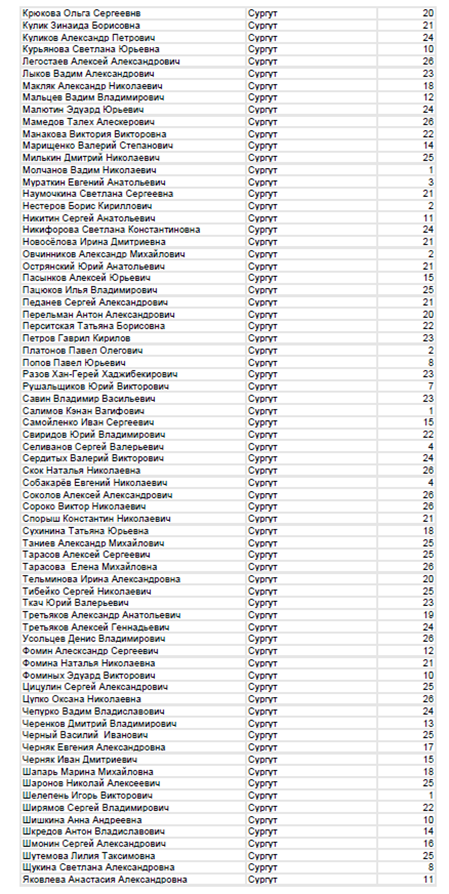 Крюкова Ольга Сергеевнв Сургут 20
Кулик Зинаида Борисовна Сургут 21
Куликов Александр Петрович Сургут 24
Курьянова Светлана Юрьевна Сургут 10
Легостаев Алексей Александрович Сургут 26
Лыков Вадим Александрович Сургут 23
Макляк Александр Николаевич Сургут 18
Мальцев Вадим Владимирович Сургут 12
Малютин Эдуард Юрьевич Сургут 24
Мамедов Талех Алескерович Сургут 26
Манакова Виктория Викторовна Сургут 22
Марищенко Валерий Степанович Сургут 14
Милькин Дмитрий Николаевич Сургут 25
Молчанов Вадим Николаевич Сургут 1
Мураткин Евгений Анатольевич Сургут 3
Наумочкина Светлана Сергеевна Сургут 21
Нестеров Борис Кириллович Сургут 2
Никитин Сергей Анатольевич Сургут 11
Никифорова Светлана Константиновна Сургут 24
Новосёлова Ирина Дмитриевна Сургут 21
Овчинников Александр Михайлович Сургут 2
Острянский Юрий Анатольевич Сургут 21
Пасынков Алексей Юрьевич Сургут 15
Пацюков Илья Владимирович Сургут 25
Педанев Сергей Александрович Сургут 21
Перельман Антон Александрович Сургут 20
Перситская Татьяна Борисовна Сургут 22
Петров Гаврил Кирилов Сургут 23
Платонов Павел Олегович Сургут 2
Попов Павел Юрьевич Сургут 8
Разов Хан-Герей Хаджибекирович Сургут 23
Рушальщиков Юрий Викторович Сургут 7
Савин Владимир Васильевич Сургут 23
Салимов Кэнан Вагифович Сургут 1
Самойленко Иван Сергеевич Сургут 15
Свиридов Юрий Владимирович Сургут 22
Селиванов Сергей Валерьевич Сургут 4
Сердитых Валерий Викторович Сургут 24
Скок Наталья Николаевна Сургут 26
Собакарёв Евгений Николаевич Сургут 4
Соколов Алексей Александрович Сургут 26
Сороко Виктор Николаевич Сургут 26
Спорыш Константин Николаевич Сургут 21
Сухинина Татьяна Юрьевна Сургут 18
Таниев Александр Михайлович Сургут 25
Тарасов Алексей Сергеевич Сургут 25
Тарасова Елена Михайловна Сургут 26
Тельминова Ирина Александровна Сургут 20
Тибейко Сергей Николаевич Сургут 25
Ткач Юрий Валерьевич Сургут 23
Третьяков Александр Анатольевич Сургут 19
Третьяков Алексей Геннадьевич Сургут 24
Усольцев Денис Владимирович Сургут 26
Фомин Алескссандр Сергеевич Сургут 12
Фомина Наталья Николаевна Сургут 21
Фоминых Эдуард Викторович Сургут 10
Цицулин Сергей Александрович Сургут 25
Цупко Оксана Николаевна Сургут 26
Чепурко Вадим Владиславович Сургут 24
Черенков Дмитрий Владимирович Сургут 13
Черный Василий Иванович Сургут 25
Черняк Евгения Александровна Сургут 17
Черняк Иван Дмитриевич Сургут 15
Шапарь Марина Михайловна Сургут 18
Шаронов Николай Алексеевич Сургут 25
Шелепень Игорь Викторович Сургут 1
Ширямов Сергей Владимирович Сургут 22
Шишкина Анна Андреевна Сургут 10
Шкредов Антон Владиславович Сургут 14
Шмонин Сергей Александрович Сургут 16
Шутемова Лилия Таксимовна Сургут 25
Щукина Светлана Александровна Сургут 8
Яковлева Анастасия Александровна Сургут 11